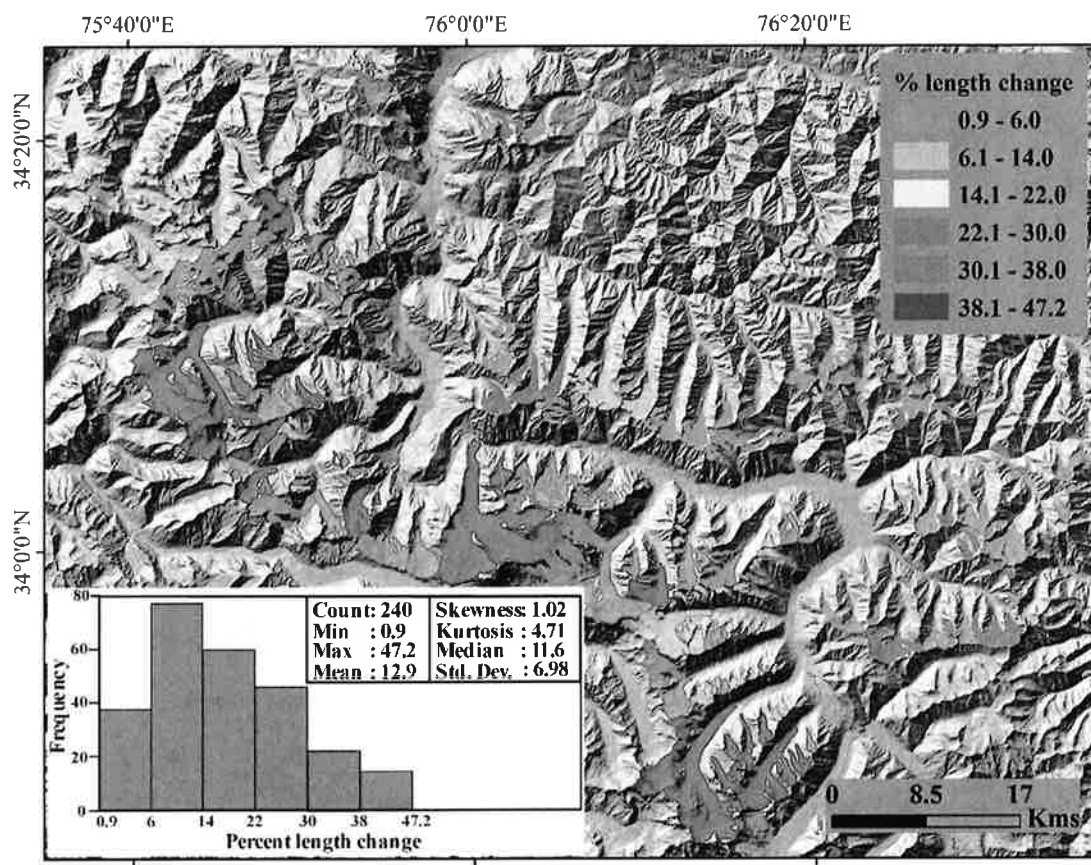 75°40'0"E 76°0'0"E 76°20'0"E
34°20'0"N
34°0'0"N
% length change
0.9 - 6.0
6.1 - 14.0
14.1 - 22.0
22.1 - 30.0
30.1 - 38.0
38.1 - 47.2
Count: 240 Skewness: 1.02
Min : 0.9 Kurtosis : 4.71
Max : 47.2 Median : 11.6
Mean : 12.9 Std. Dev. : 6.98
Frequency
80
60
40
20
0
0.9 6 14 22 30 38 47.2
Percent length change
0 8.5 17
Kms